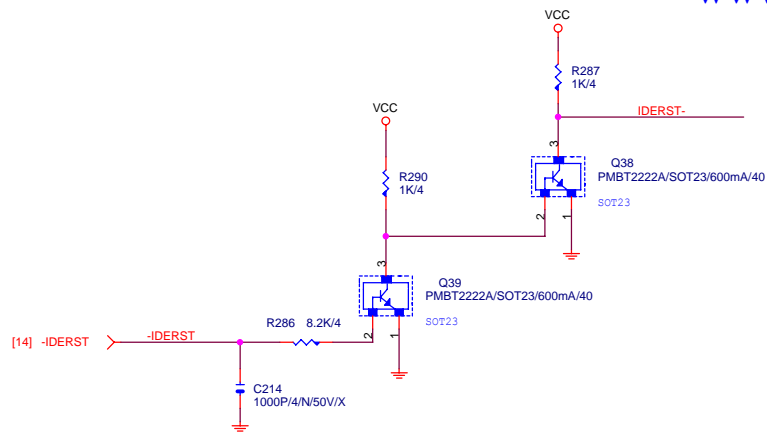 VCC
R287
1K/4
IDERST-
VCC
3
Q38
PMBT2222A/SOT23/600mA/40
SOT23
R290
1K/4
2
1
3
Q39
PMBT2222A/SOT23/600mA/40
SOT23
R286 8.2K/4
2
1
[14] -IDERST
-IDERST
C214
1000P/4/N/50V/X